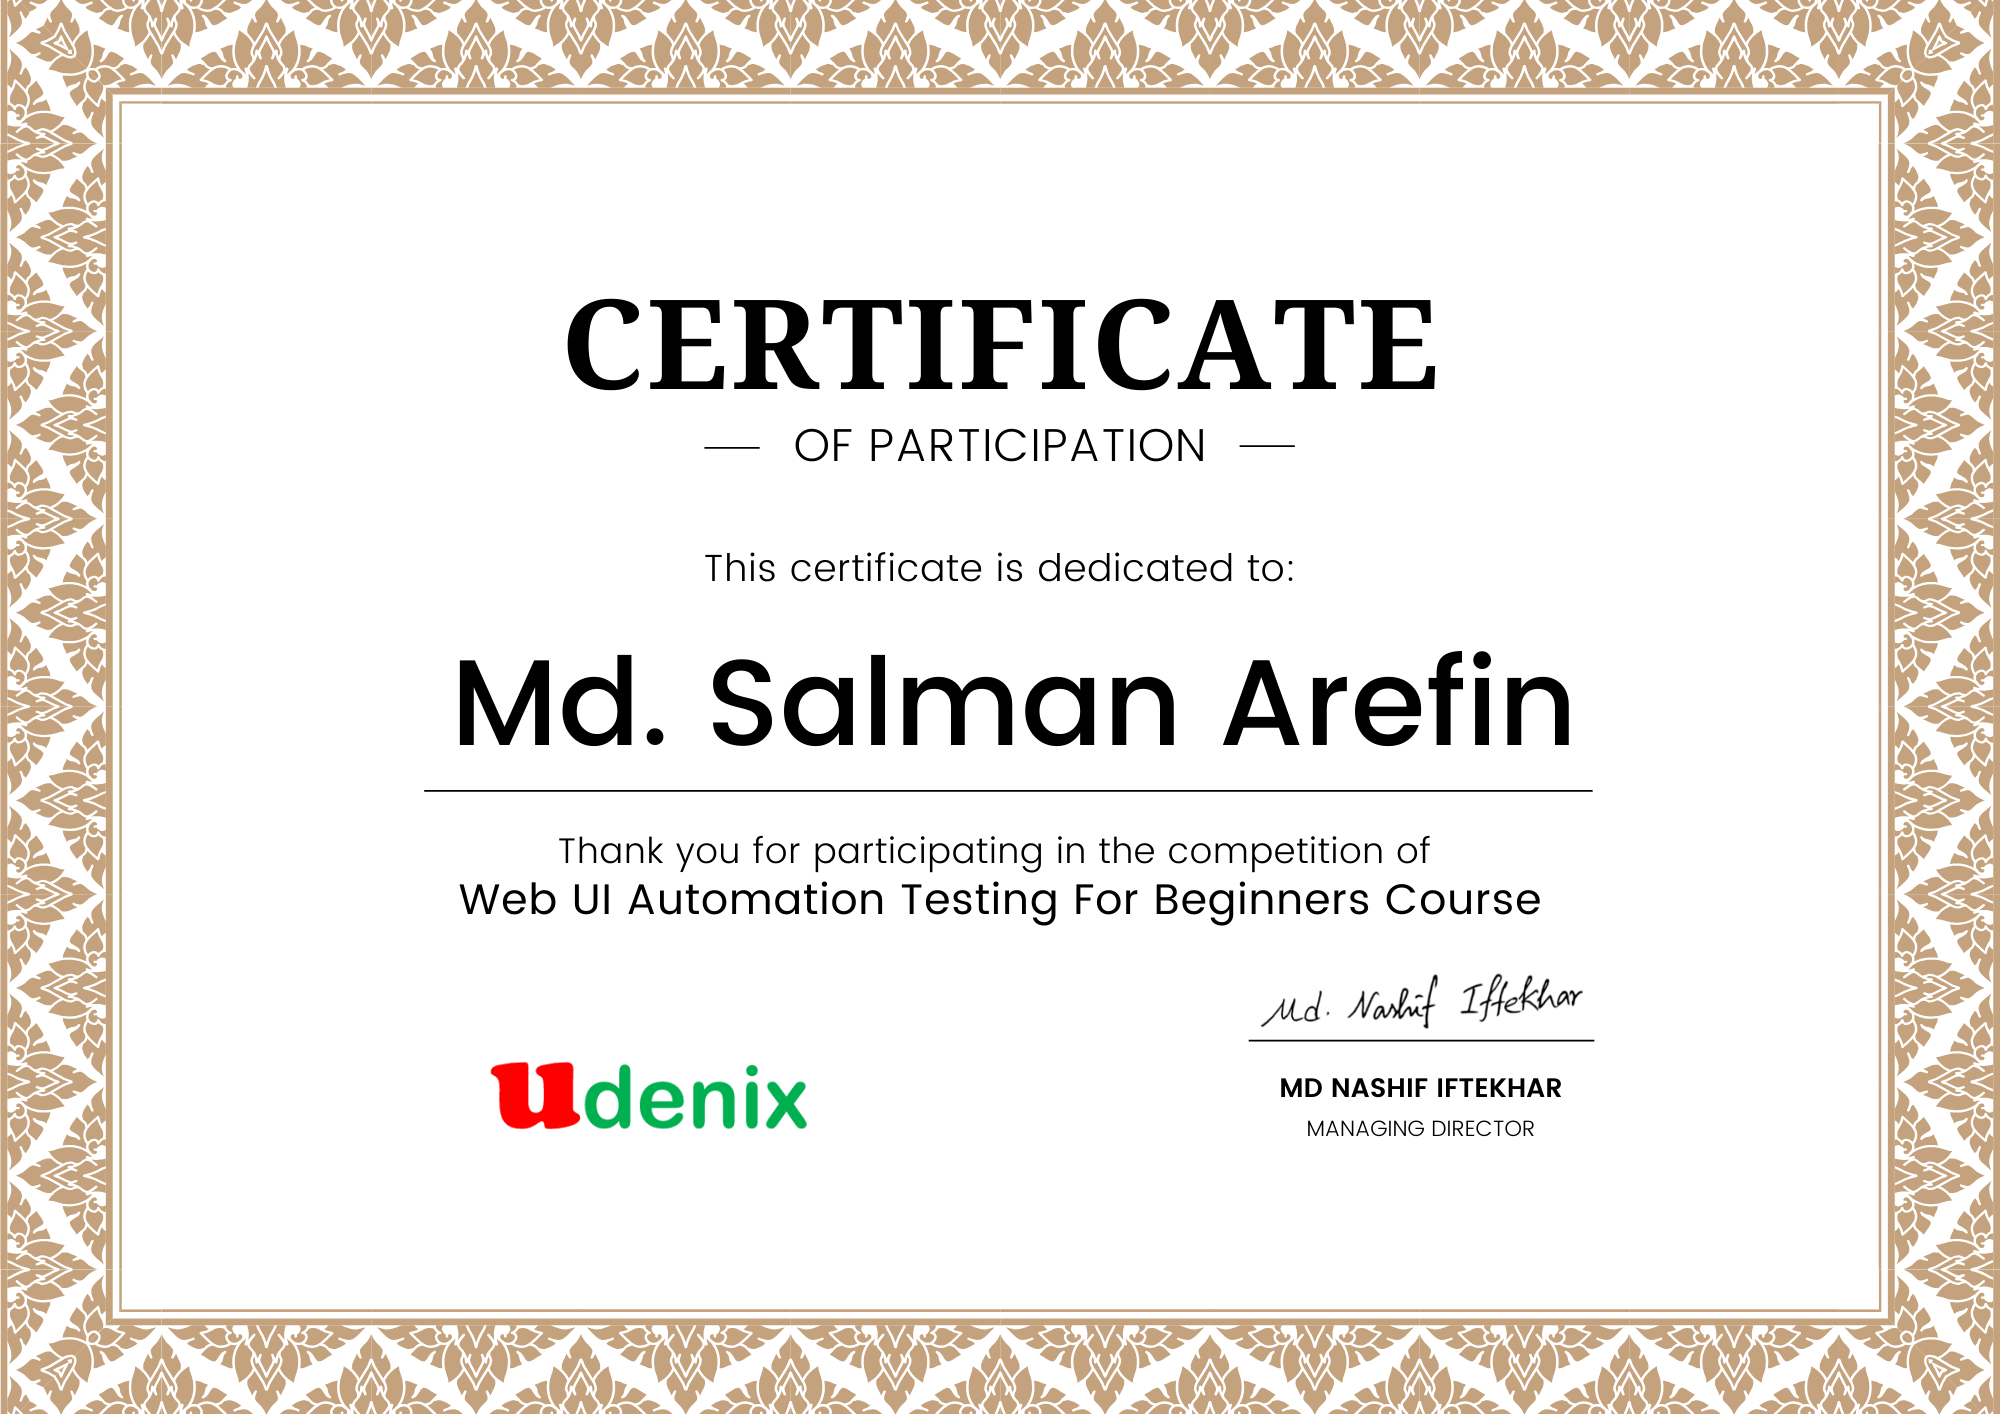 CERTIFICATE
OF PARTICIPATION
This certificate is dedicated to:
Md. Salman Arefin
Thank you for participating in the competition of
Web UI Automation Testing For Beginners Course
Md. Nashif Iftekhar
udenix
MD NASHIF IFTEKHAR
MANAGING DIRECTOR